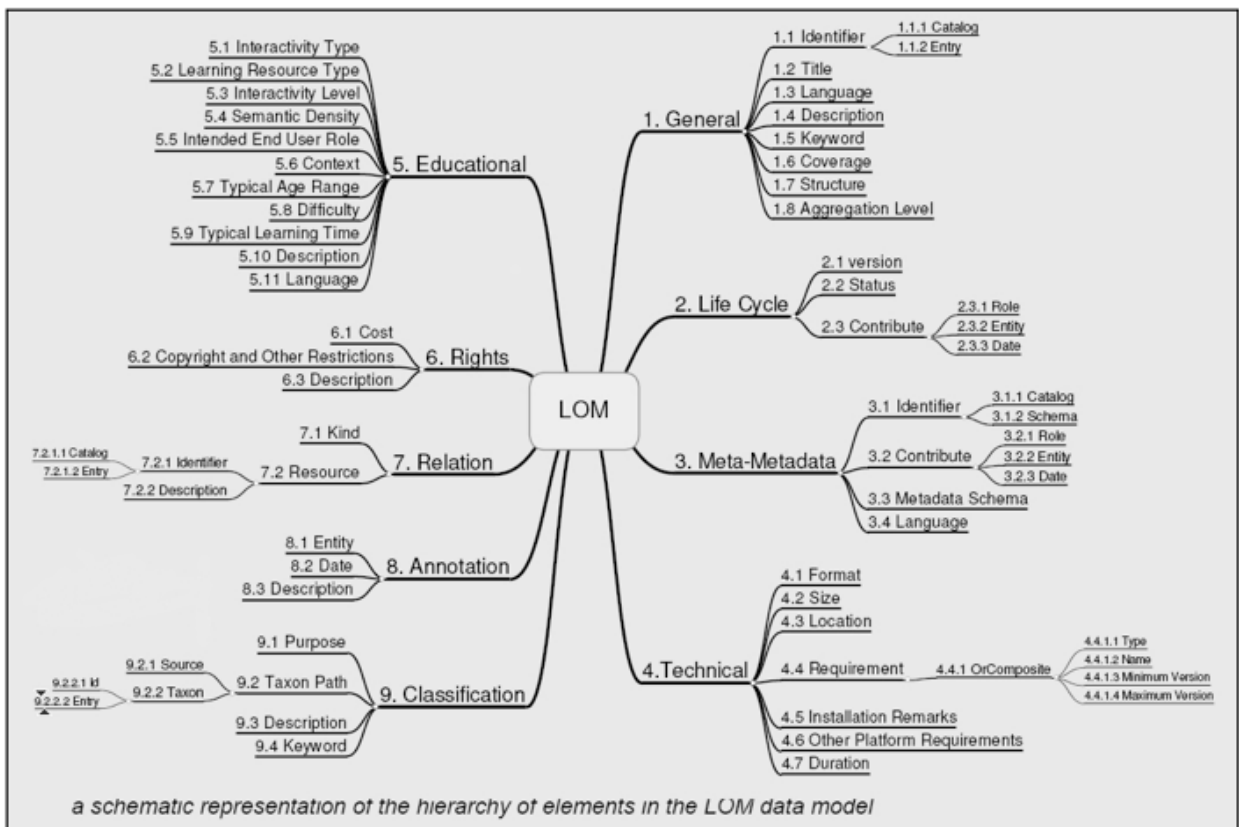 LOM
1. General
1.1 Identifier
1.1.1 Catalog
1.1.2 Entry
1.2 Title
1.3 Language
1.4 Description
1.5 Keyword
1.6 Coverage
1.7 Structure
1.8 Aggregation Level
2. Life Cycle
2.1 version
2.2 Status
2.3 Contribute
2.3.1 Role
2.3.2 Entity
2.3.3 Date
3. Meta-Metadata
3.1 Identifier
3.1.1 Catalog
3.1.2 Schema
3.2 Contribute
3.2.1 Role
3.2.2 Entity
3.2.3 Date
3.3 Metadata Schema
3.4 Language
4.Technical
4.1 Format
4.2 Size
4.3 Location
4.4 Requirement
4.4.1 OrComposite
4.4.1.1 Type
4.4.1.2 Name
4.4.1.3 Minimum Version
4.4.1.4 Maximum Version
4.5 Installation Remarks
4.6 Other Platform Requirements
4.7 Duration
5. Educational
5.1 Interactivity Type
5.2 Learning Resource Type
5.3 Interactivity Level
5.4 Semantic Density
5.5 Intended End User Role
5.6 Context
5.7 Typical Age Range
5.8 Difficulty
5.9 Typical Learning Time
5.10 Description
5.11 Language
6. Rights
6.1 Cost
6.2 Copyright and Other Restrictions
6.3 Description
7. Relation
7.1 Kind
7.2 Resource
7.2.1 Identifier
7.2.1.1 Catalog
7.2.1.2 Entry
7.2.2 Description
8. Annotation
8.1 Entity
8.2 Date
8.3 Description
9. Classification
9.1 Purpose
9.2 Taxon Path
9.2.1 Source
9.2.2 Taxon
9.2.2.1 Id
9.2.2.2 Entry
9.3 Description
9.4 Keyword
a schematic representation of the hierarchy of elements in the LOM data model